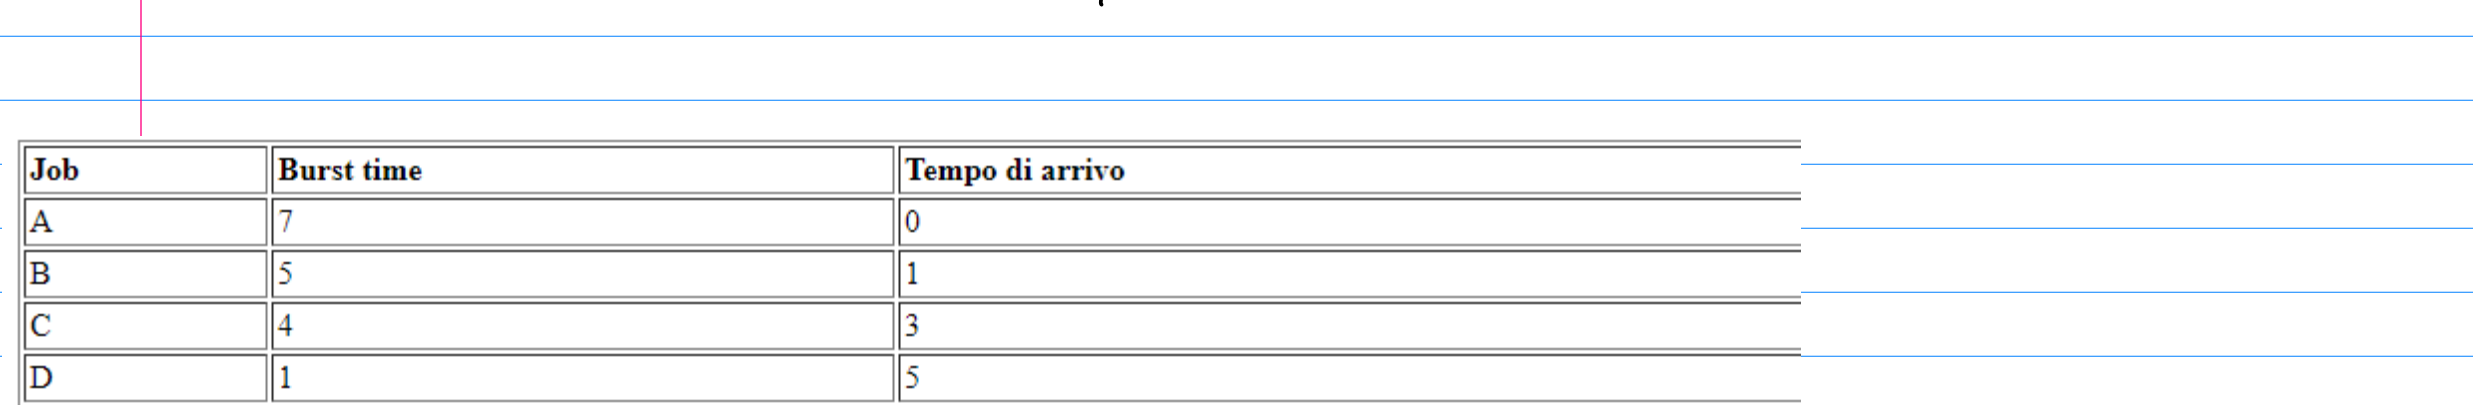 Job Burst time Tempo di arrivo
A 7 0
B 5 1
C 4 3
D 1 5